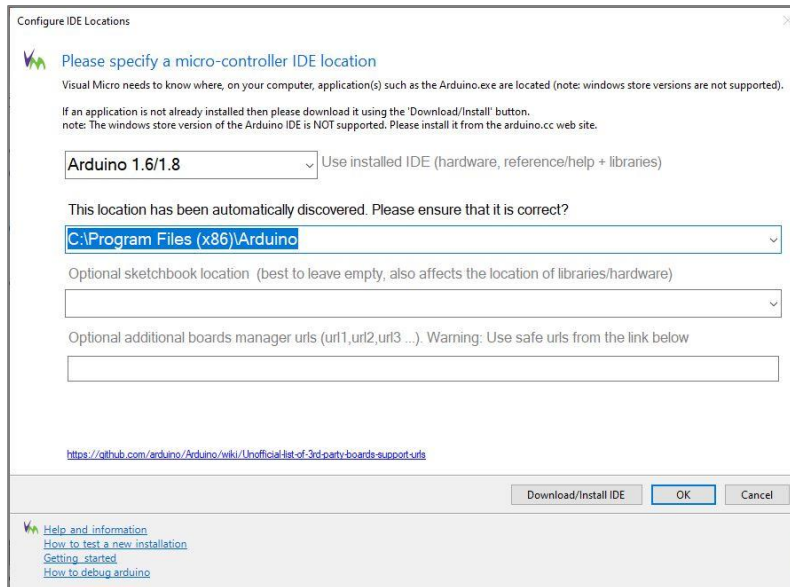 Configure IDE Locations
Please specify a micro-controller IDE location
Visual Micro needs to know where, on your computer, application(s) such as the Arduino.exe are located (note: windows store versions are not supported).
If an application is not already installed then please download it using the 'Download/Install' button.
note: The windows store version of the Arduino IDE is NOT supported. Please install it from the arduino.cc web site.
Arduino 1.6/1.8 Use installed IDE (hardware, reference/help + libraries)
This location has been automatically discovered. Please ensure that it is correct?
C:\Program Files (x86)\Arduino
Optional sketchbook location (best to leave empty, also affects the location of libraries/hardware)
Optional additional boards manager urls (url1,url2,url3 ...). Warning: Use safe urls from the link below
https://github.com/arduino/Arduino/wiki/Unofficial-list-of-3rd-party-boards-support-urls
Download/Install IDE OK Cancel
Help and information
How to test a new installation
Getting started
How to debug arduino